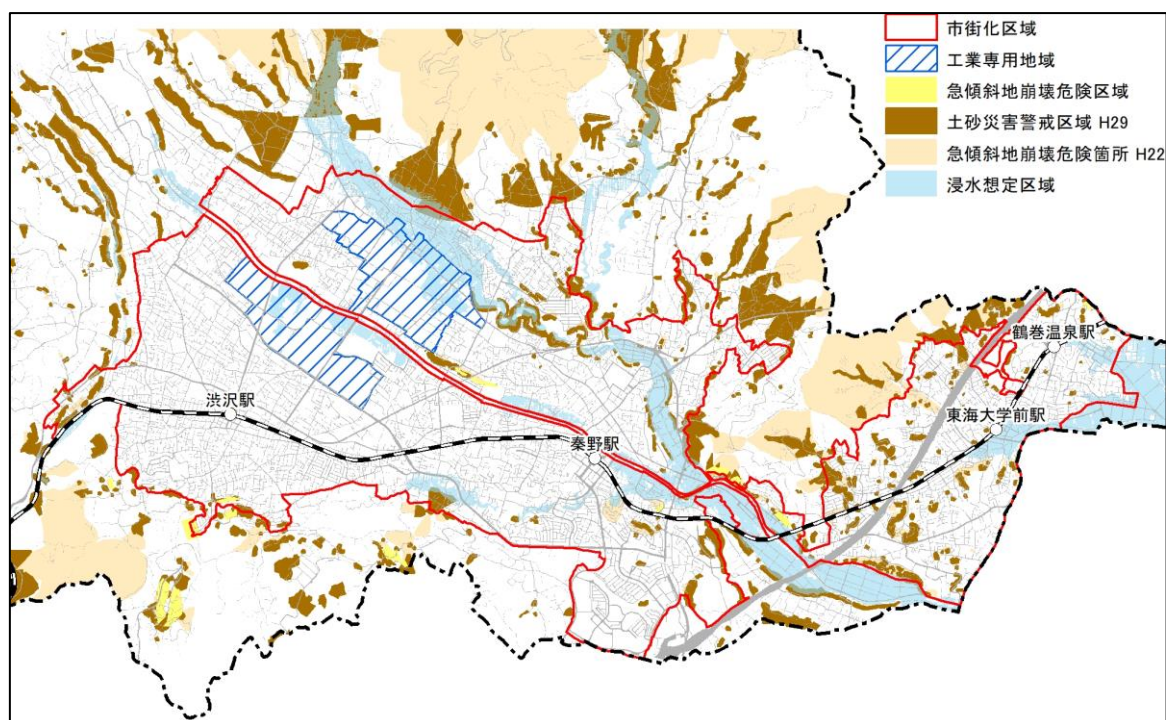 市街化区域
工業専用地域
急傾斜地崩壊危険区域
土砂災害警戒区域 H29
急傾斜地崩壊危険箇所 H22
浸水想定区域
鶴巻温泉駅
東海大学前駅
渋沢駅
秦野駅